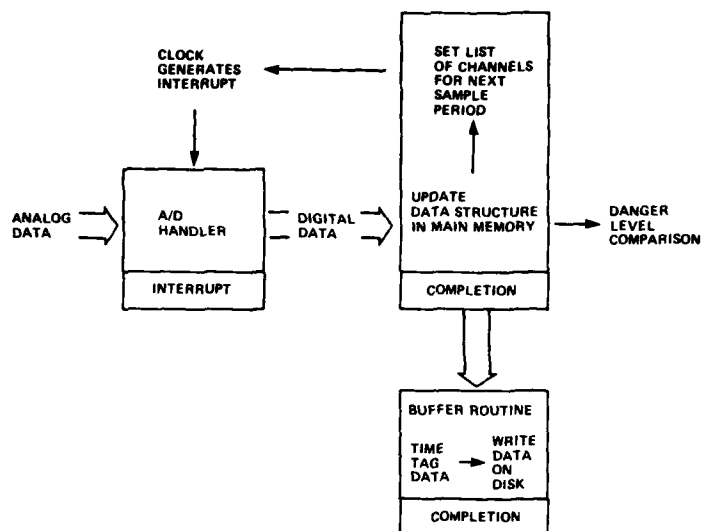 CLOCK
GENERATES
INTERRUPT
SET LIST
OF CHANNELS
FOR NEXT
SAMPLE
PERIOD
ANALOG
DATA
A/D
HANDLER
INTERRUPT
DIGITAL
DATA
UPDATE
DATA STRUCTURE
IN MAIN MEMORY
COMPLETION
DANGER
LEVEL
COMPARISON
BUFFER ROUTINE
TIME
TAG
DATA
WRITE
DATA
ON
DISK
COMPLETION